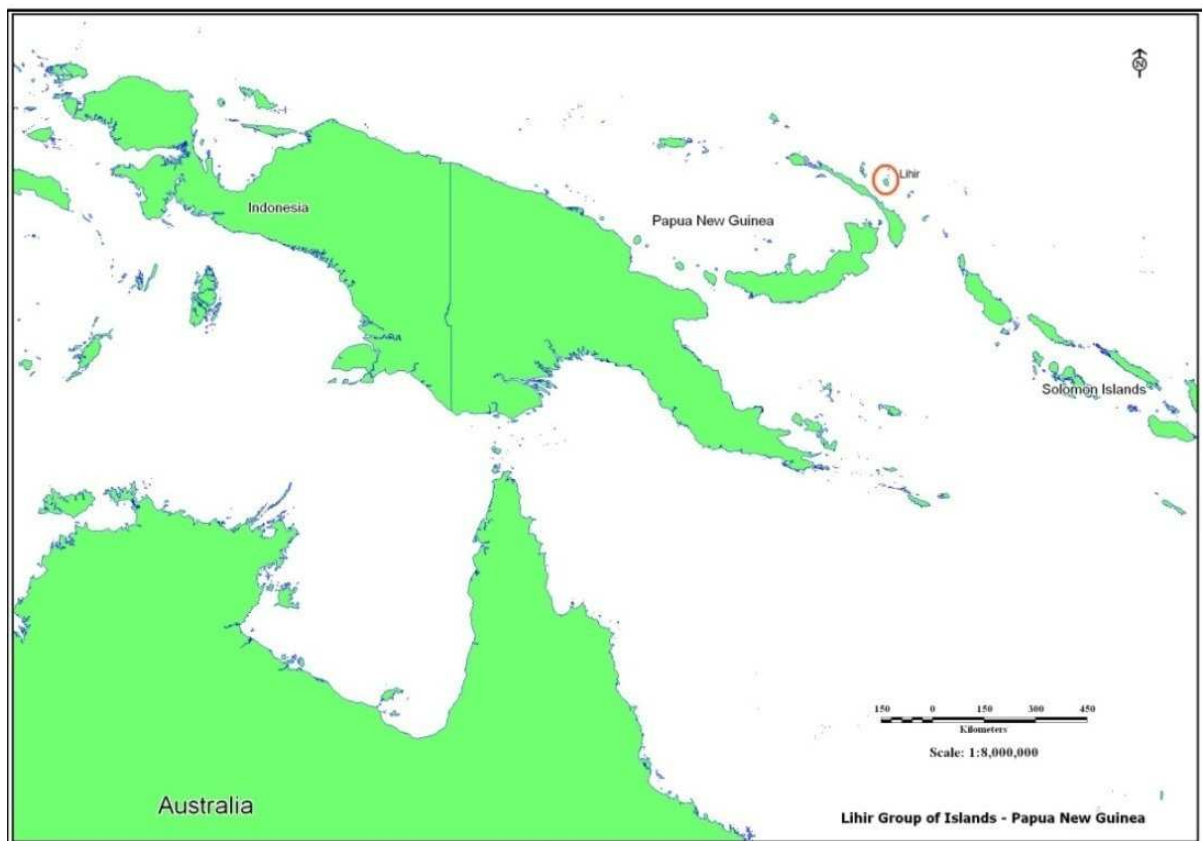 N
Lihir
Indonesia
Papua New Guinea
Solomon Islands
150 0 150 300 450
Kilometers
Scale: 1:8,000,000
Australia
Lihir Group of Islands - Papua New Guinea